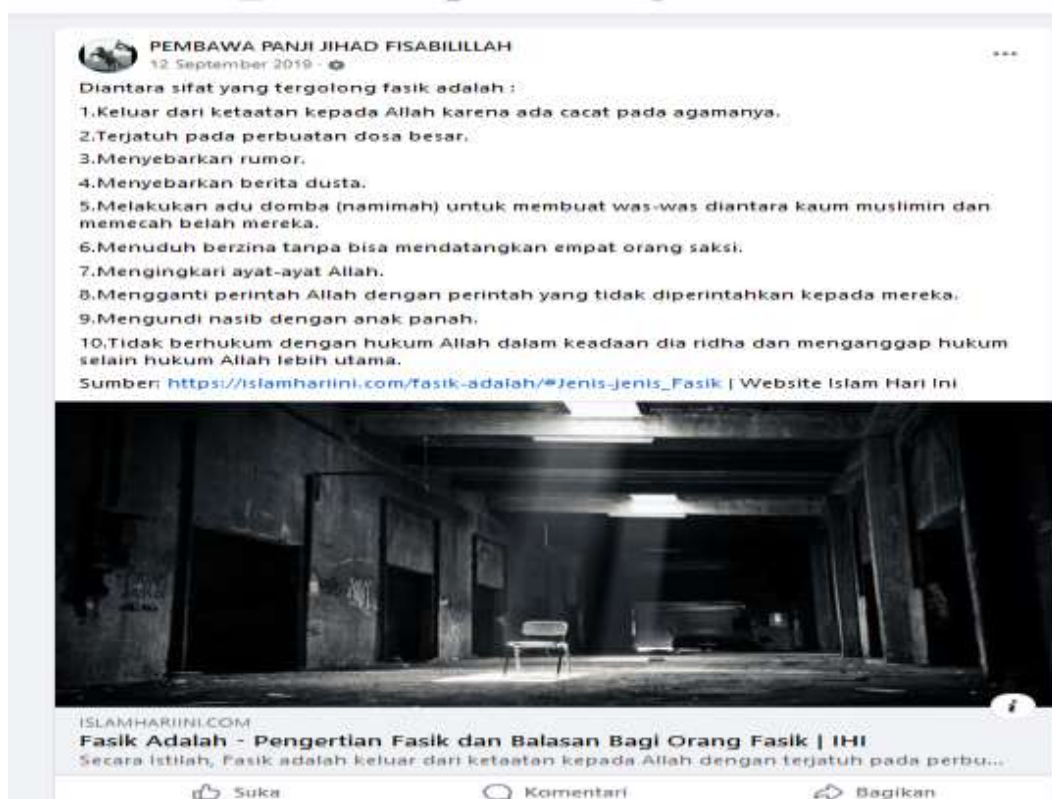 PEMBAWA PANJI JIHAD FISABILILLAH
12 September 2019
Diantara sifat yang tergolong fasik adalah :
1.Keluar dari ketaatan kepada Allah karena ada cacat pada agamanya.
2.Terjatuh pada perbuatan dosa besar.
3.Menyebarkan rumor.
4.Menyebarkan berita dusta.
5.Melakukan adu domba (namimah) untuk membuat was-was diantara kaum muslimin dan
memecah belah mereka.
6.Menuduh berzina tanpa bisa mendatangkan empat orang saksi.
7.Mengingkari ayat-ayat Allah.
8.Mengganti perintah Allah dengan perintah yang tidak diperintahkan kepada mereka.
9.Mengundi nasib dengan anak panah.
10.Tidak berhukum dengan hukum Allah dalam keadaan dia ridha dan menganggap hukum
selain hukum Allah lebih utama.
Sumber: https://islamhariini.com/fasik-adalah/#Jenis-jenis_Fasik | Website Islam Hari Ini
ISLAMHARIINI.COM
Fasik Adalah - Pengertian Fasik dan Balasan Bagi Orang Fasik | IHI
Secara Istilah, Fasik adalah keluar dari ketaatan kepada Allah dengan terjatuh pada perbu...
Suka
Komentari
Bagikan